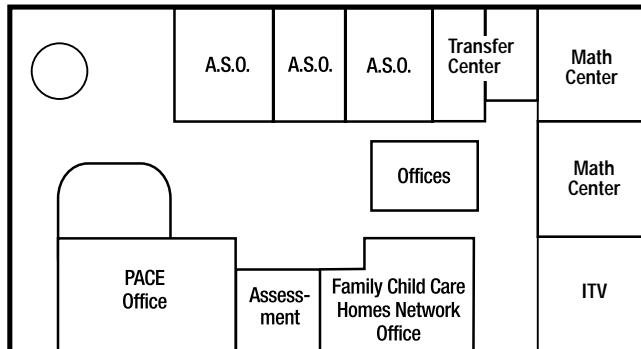 A.S.O.
A.S.O.
A.S.O.
Transfer
Center
Math
Center
Offices
Math
Center
PACE
Office
Assess-
ment
Family Child Care
Homes Network
Office
ITV